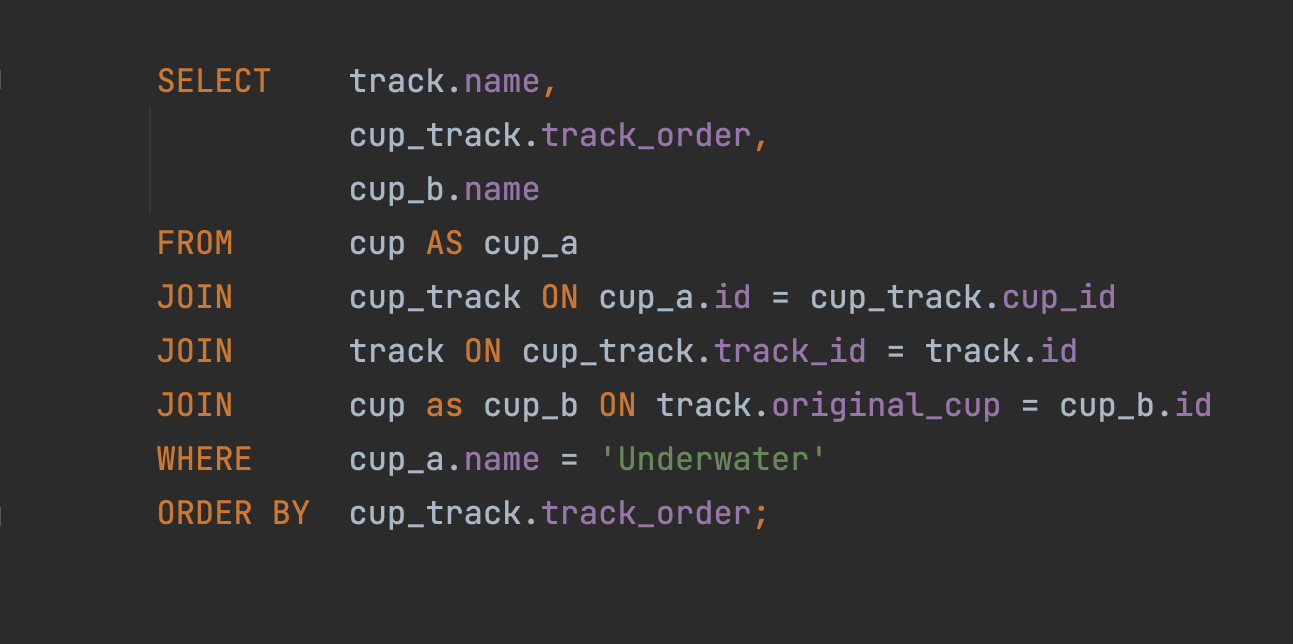 SELECT track.name,
cup_track.track_order,
cup_b.name
FROM cup AS cup_a
JOIN cup_track ON cup_a.id = cup_track.cup_id
JOIN track ON cup_track.track_id = track.id
JOIN cup as cup_b ON track.original_cup = cup_b.id
WHERE cup_a.name = 'Underwater'
ORDER BY cup_track.track_order;